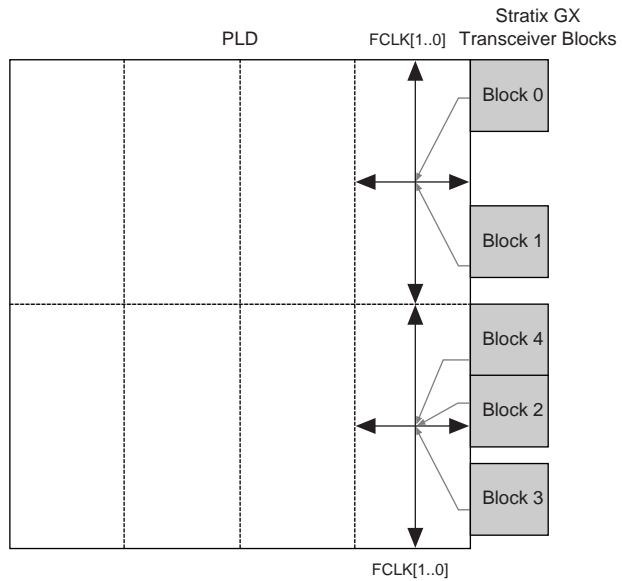 Stratix GX
PLD FCLK[1..0] Transceiver Blocks
Block 0
Block 1
Block 4
Block 2
Block 3
FCLK[1..0]